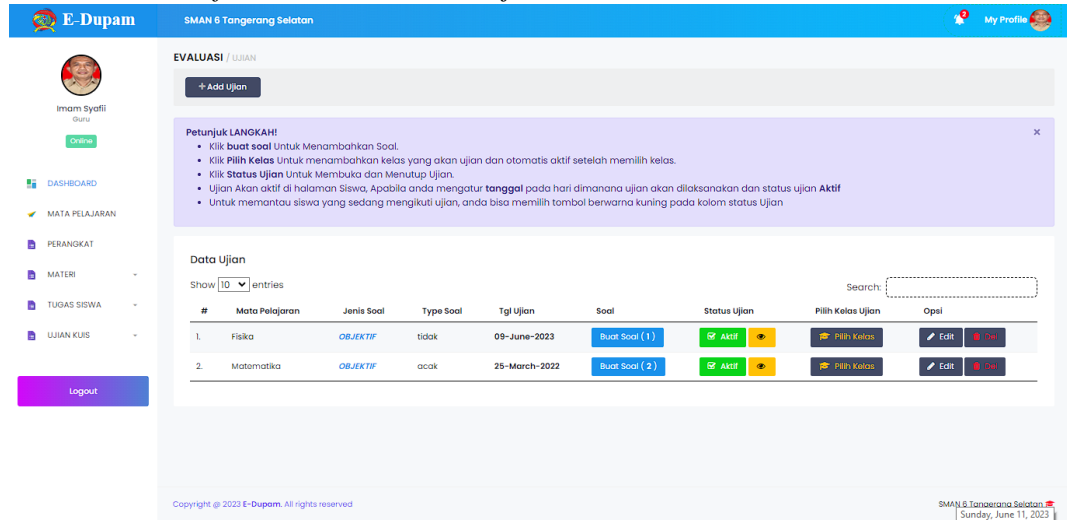 E-Dupam
SMAN 6 Tangerang Selatan
2
My Profile
Imam Syafii
Guru
Online
DASHBOARD
MATA PELAJARAN
PERANGKAT
MATERI
TUGAS SISWA
UJIAN KUIS
Logout
EVALUASI / UJIAN
+ Add Ujian
Petunjuk LANGKAH!
×
• Klik buat soal Untuk Menambahkan Soal.
• Klik Pilih Kelas Untuk menambahkan kelas yang akan ujian dan otomatis aktif setelah memilih kelas.
• Klik Status Ujian Untuk Membuka dan Menutup Ujian.
• Ujian Akan aktif di halaman Siswa, Apabila anda mengatur tanggal pada hari dimanana ujian akan dilaksanakan dan status ujian Aktif
• Untuk memantau siswa yang sedang mengikuti ujian, anda bisa memilih tombol berwarna kuning pada kolom status Ujian
Data Ujian
Show 10 entries
Search:
# Mata Pelajaran Jenis Soal Type Soal Tgl Ujian Soal Status Ujian Pilih Kelas Ujian Opsi
1. Fisika OBJEKTIF tidak 09-June-2023 Buat Soal ( 1 ) Aktif Pilih Kelas Edit Del
2. Matematika OBJEKTIF acak 25-March-2022 Buat Soal ( 2 ) Aktif Pilih Kelas Edit Del
Copyright @ 2023 E-Dupam. All rights reserved
SMAN 6 Tangerang Selatan
Sunday, June 11, 2023